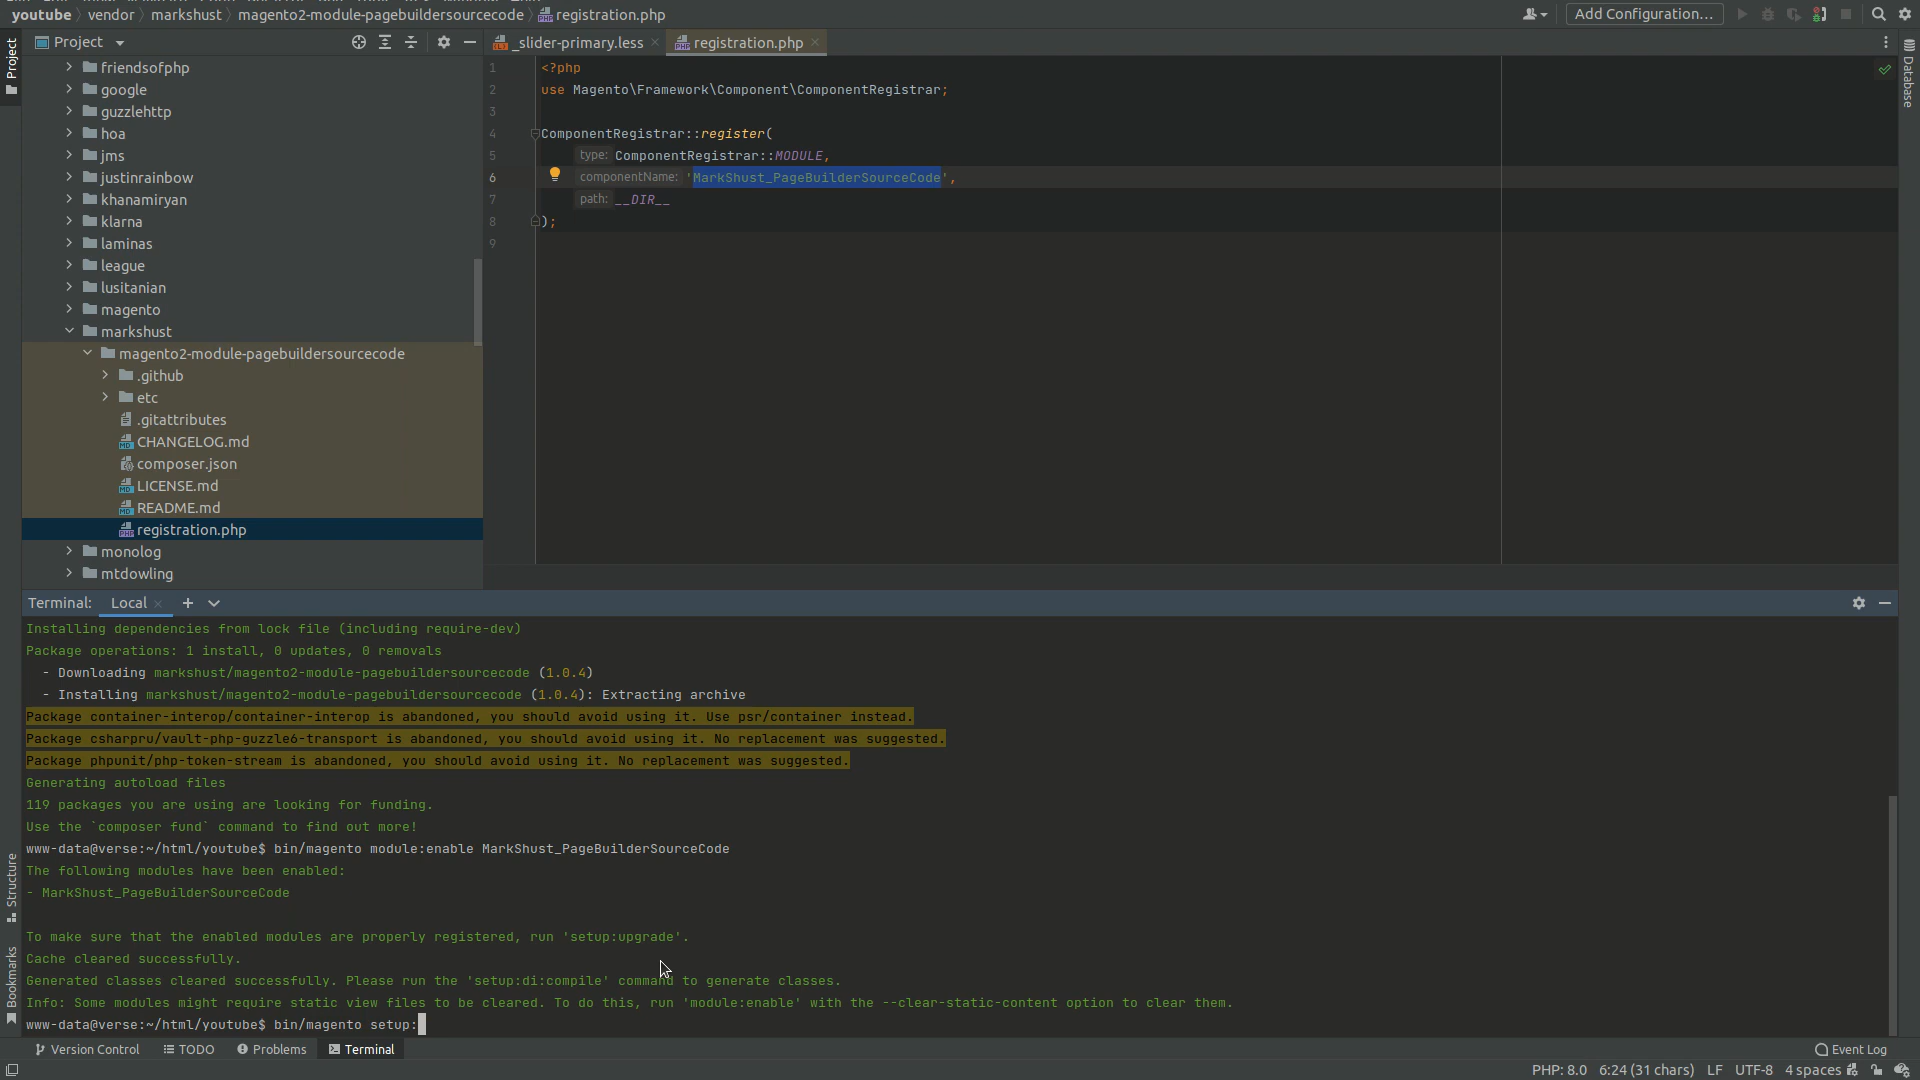 youtube vendor markshust magento2-module-pagebuildersourcecode registration.php
Add Configuration...
Project
Project
_slider-primary.less
registration.php
Database
friendsofphp
google
guzzlehttp
hoa
jms
justinrainbow
khanamiryan
klarna
laminas
league
lusitanian
magento
markshust
magento2-module-pagebuildersourcecode
.github
etc
.gitattributes
CHANGELOG.md
composer.json
LICENSE.md
README.md
registration.php
monolog
mtdowling
1 <?php
2 use Magento\Framework\Component\ComponentRegistrar;
3
4 ComponentRegistrar::register(
5 type: ComponentRegistrar::MODULE,
6 componentName: 'MarkShust_PageBuilderSourceCode',
7 path: __DIR__
8 );
9
Terminal: Local
Installing dependencies from lock file (including require-dev)
Package operations: 1 install, 0 updates, 0 removals
- Downloading markshust/magento2-module-pagebuildersourcecode (1.0.4)
- Installing markshust/magento2-module-pagebuildersourcecode (1.0.4): Extracting archive
Package container-interop/container-interop is abandoned, you should avoid using it. Use psr/container instead.
Package csharpru/vault-php-guzzle6-transport is abandoned, you should avoid using it. No replacement was suggested.
Package phpunit/php-token-stream is abandoned, you should avoid using it. No replacement was suggested.
Generating autoload files
119 packages you are using are looking for funding.
Use the `composer fund` command to find out more!
www-data@verse:~/html/youtube$ bin/magento module:enable MarkShust_PageBuilderSourceCode
The following modules have been enabled:
- MarkShust_PageBuilderSourceCode
To make sure that the enabled modules are properly registered, run 'setup:upgrade'.
Cache cleared successfully.
Generated classes cleared successfully. Please run the 'setup:di:compile' command to generate classes.
Info: Some modules might require static view files to be cleared. To do this, run 'module:enable' with the --clear-static-content option to clear them.
www-data@verse:~/html/youtube$ bin/magento setup:
Structure
Bookmarks
Version Control TODO Problems Terminal Event Log
PHP: 8.0 6:24 (31 chars) LF UTF-8 4 spaces